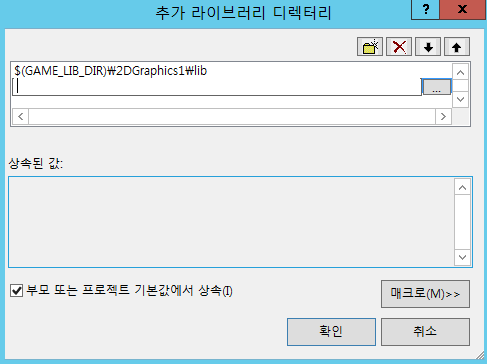 추가 라이브러리 디렉터리
?
$(GAME_LIB_DIR)₩2DGraphics1₩lib
...
상속된 값:
부모 또는 프로젝트 기본값에서 상속(I)
매크로(M)>>
확인
취소